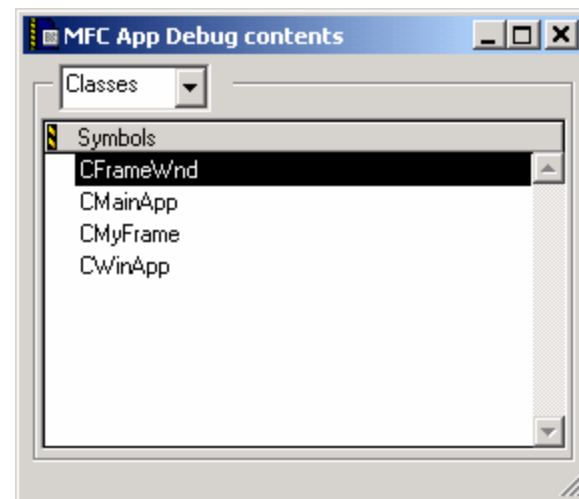 MFC App Debug contents
Classes
Symbols
CFrameWnd
CMainApp
CMyFrame
CWinApp